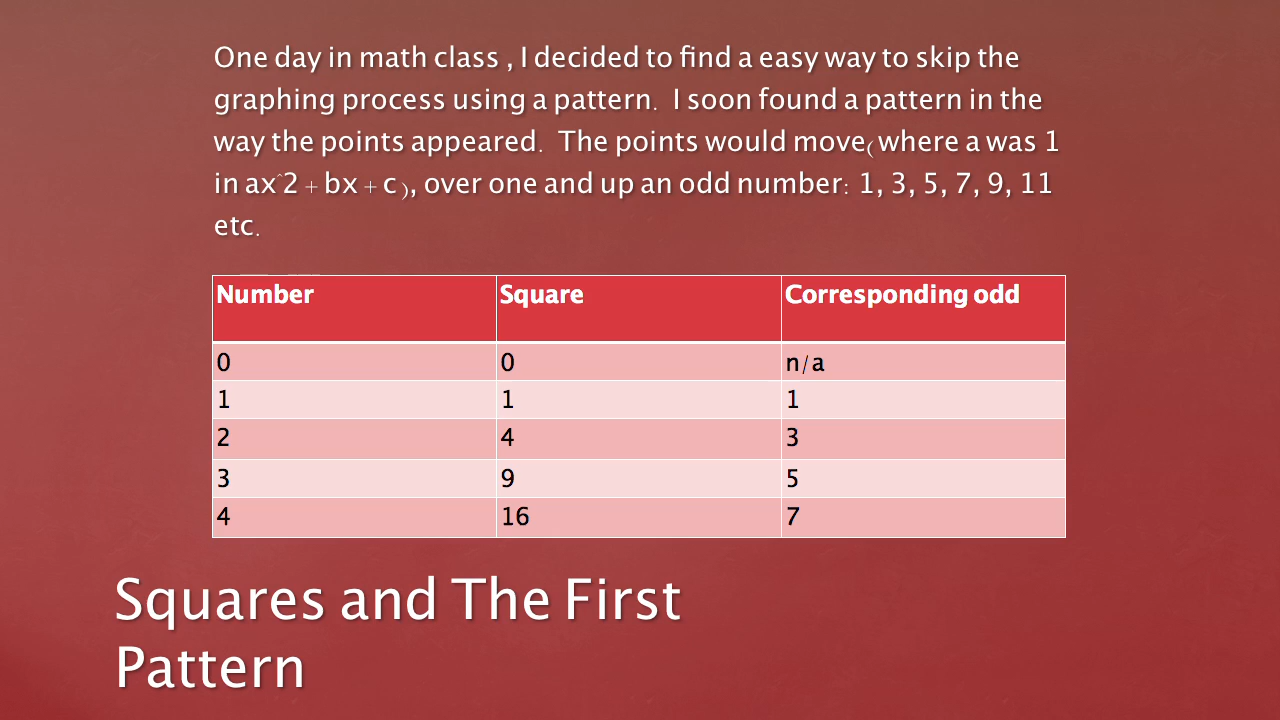 One day in math class , I decided to find a easy way to skip the
graphing process using a pattern.  I soon found a pattern in the
way the points appeared.  The points would move( where a was 1
in ax^2 + bx + c ), over one and up an odd number:  1, 3, 5, 7, 9, 11
etc.
Number Square Corresponding odd
0 0 n/a
1 1 1
2 4 3
3 9 5
4 16 7
Squares and The First
Pattern